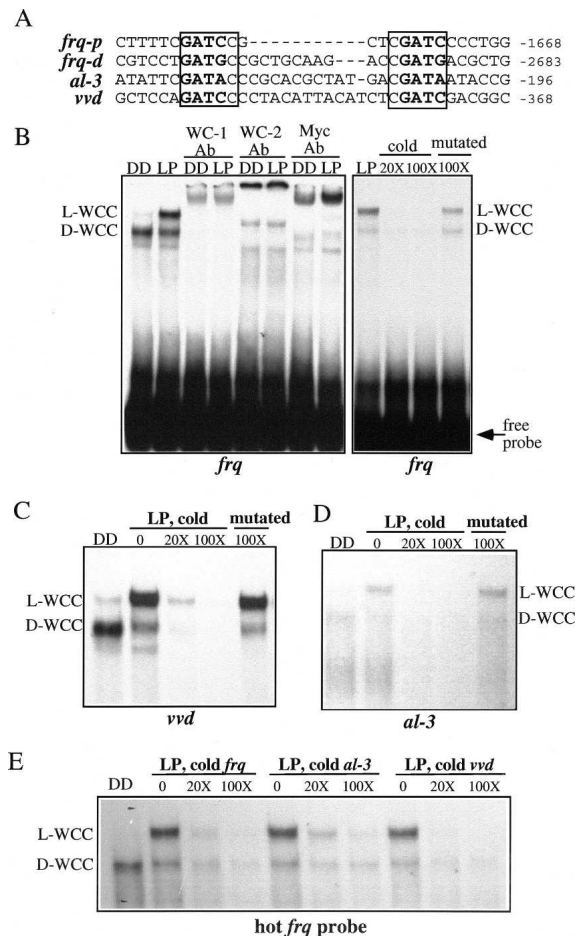 A
frq-p CTTTTCGATCCCG------------CTCGATCCCCTGG -1668
frq-d CGTCCTGATGCCGCTGCAAG---ACCGATGACGCTG -2683
al-3 ATATTCGATACCCGCACGCTAT-GACGATAATACCG -196
vvd GCTCCAGATCCCCTACATTACATCTCGATCGACGGC -368
B
WC-1 WC-2 Myc
Ab Ab Ab
cold mutated
DD LP DD LP DD LP DD LP
LP 20X 100X 100X
L-WCC
D-WCC
L-WCC
D-WCC
free
probe
frq
frq
C
LP, cold mutated
DD 0 20X 100X 100X
L-WCC
D-WCC
vvd
D
LP, cold mutated
DD 0 20X 100X 100X
L-WCC
D-WCC
al-3
E
LP, cold frq LP, cold al-3 LP, cold vvd
DD 0 20X 100X 0 20X 100X 0 20X 100X
L-WCC
D-WCC
hot frq probe